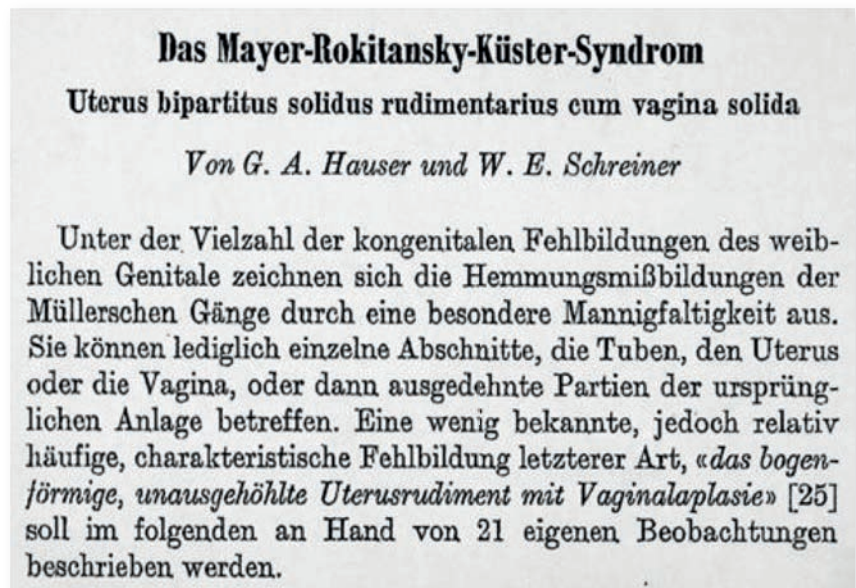 Das Mayer-Rokitansky-Küster-Syndrom
Uterus bipartitus solidus rudimentarius cum vagina solida
Von G. A. Hauser und W. E. Schreiner
Unter der Vielzahl der kongenitalen Fehlbildungen des weib-
lichen Genitale zeichnen sich die Hemmungsmißbildungen der
Müllerschen Gänge durch eine besondere Mannigfaltigkeit aus.
Sie können lediglich einzelne Abschnitte, die Tuben, den Uterus
oder die Vagina, oder dann ausgedehnte Partien der ursprüng-
lichen Anlage betreffen. Eine wenig bekannte, jedoch relativ
häufige, charakteristische Fehlbildung letzterer Art, «das bogen-
förmige, unausgehöhlte Uterusrudiment mit Vaginalaplasie» [25]
soll im folgenden an Hand von 21 eigenen Beobachtungen
beschrieben werden.